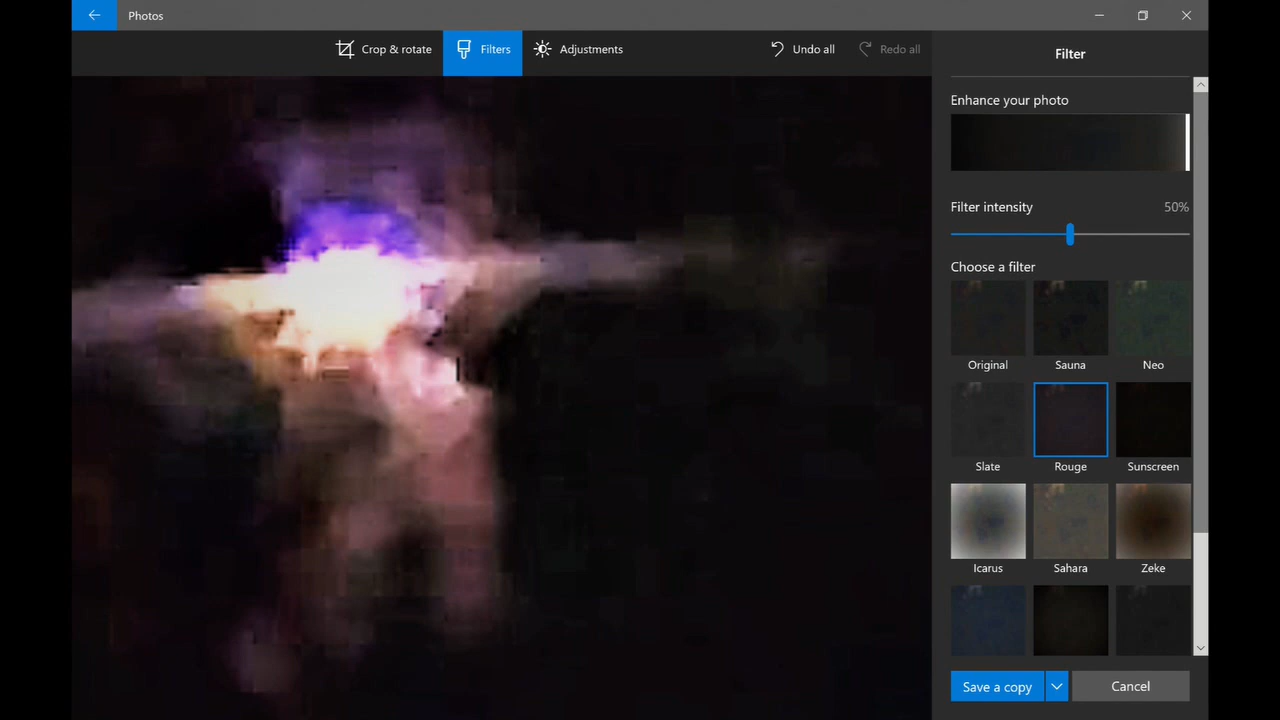 Photos
Crop & rotate
Filters
Adjustments
Undo all
Redo all
Filter
Enhance your photo
Filter intensity 50%
Choose a filter
Original Sauna Neo
Slate Rouge Sunscreen
Icarus Sahara Zeke
Save a copy
Cancel